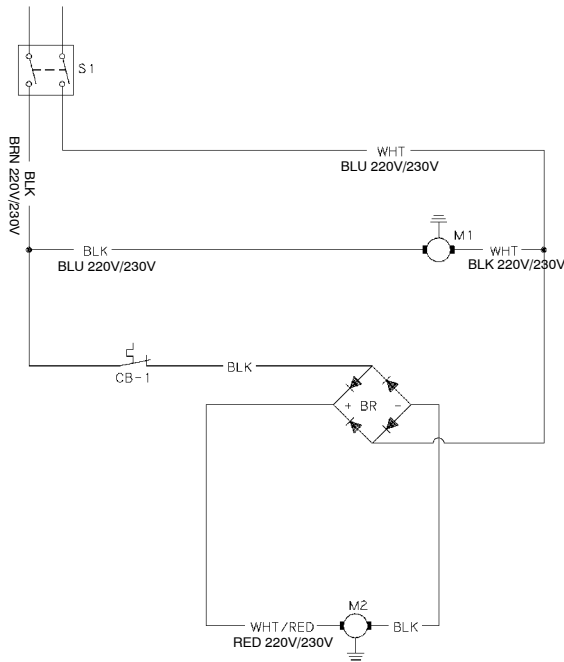 S1
WHT
BLU 220V/230V
BLK
BRN 220V/230V
M1
BLK
BLU 220V/230V
WHT
BLK 220V/230V
CB-1
BLK
+ BR -
M2
WHT/RED
RED 220V/230V
BLK